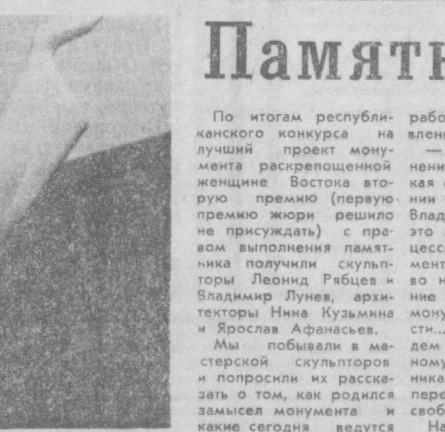 Памятн
По итогам республи-
канского конкурса на
лучший проект мону-
мента раскрепощенной
женщине Востока вто-
рую премию (первую
премию жюри решило
не присуждать) с пра-
вом выполнения памят-
ника получили скульп-
торы Леонид Рябцев и
Владимир Лунев, архи-
текторы Нина Кузьмина
и Ярослав Афанасьев.
Мы побывали в ма-
стерской скульпторов
и попросили их расска-
зать о том, как родился
замысел монумента и
какие сегодня ведутся
рабо
влени
—
нени
кая
нии
Влад
это
цесс
мент
во н
ние
мону
сти...
дем
ному
ника
пере
своб
На